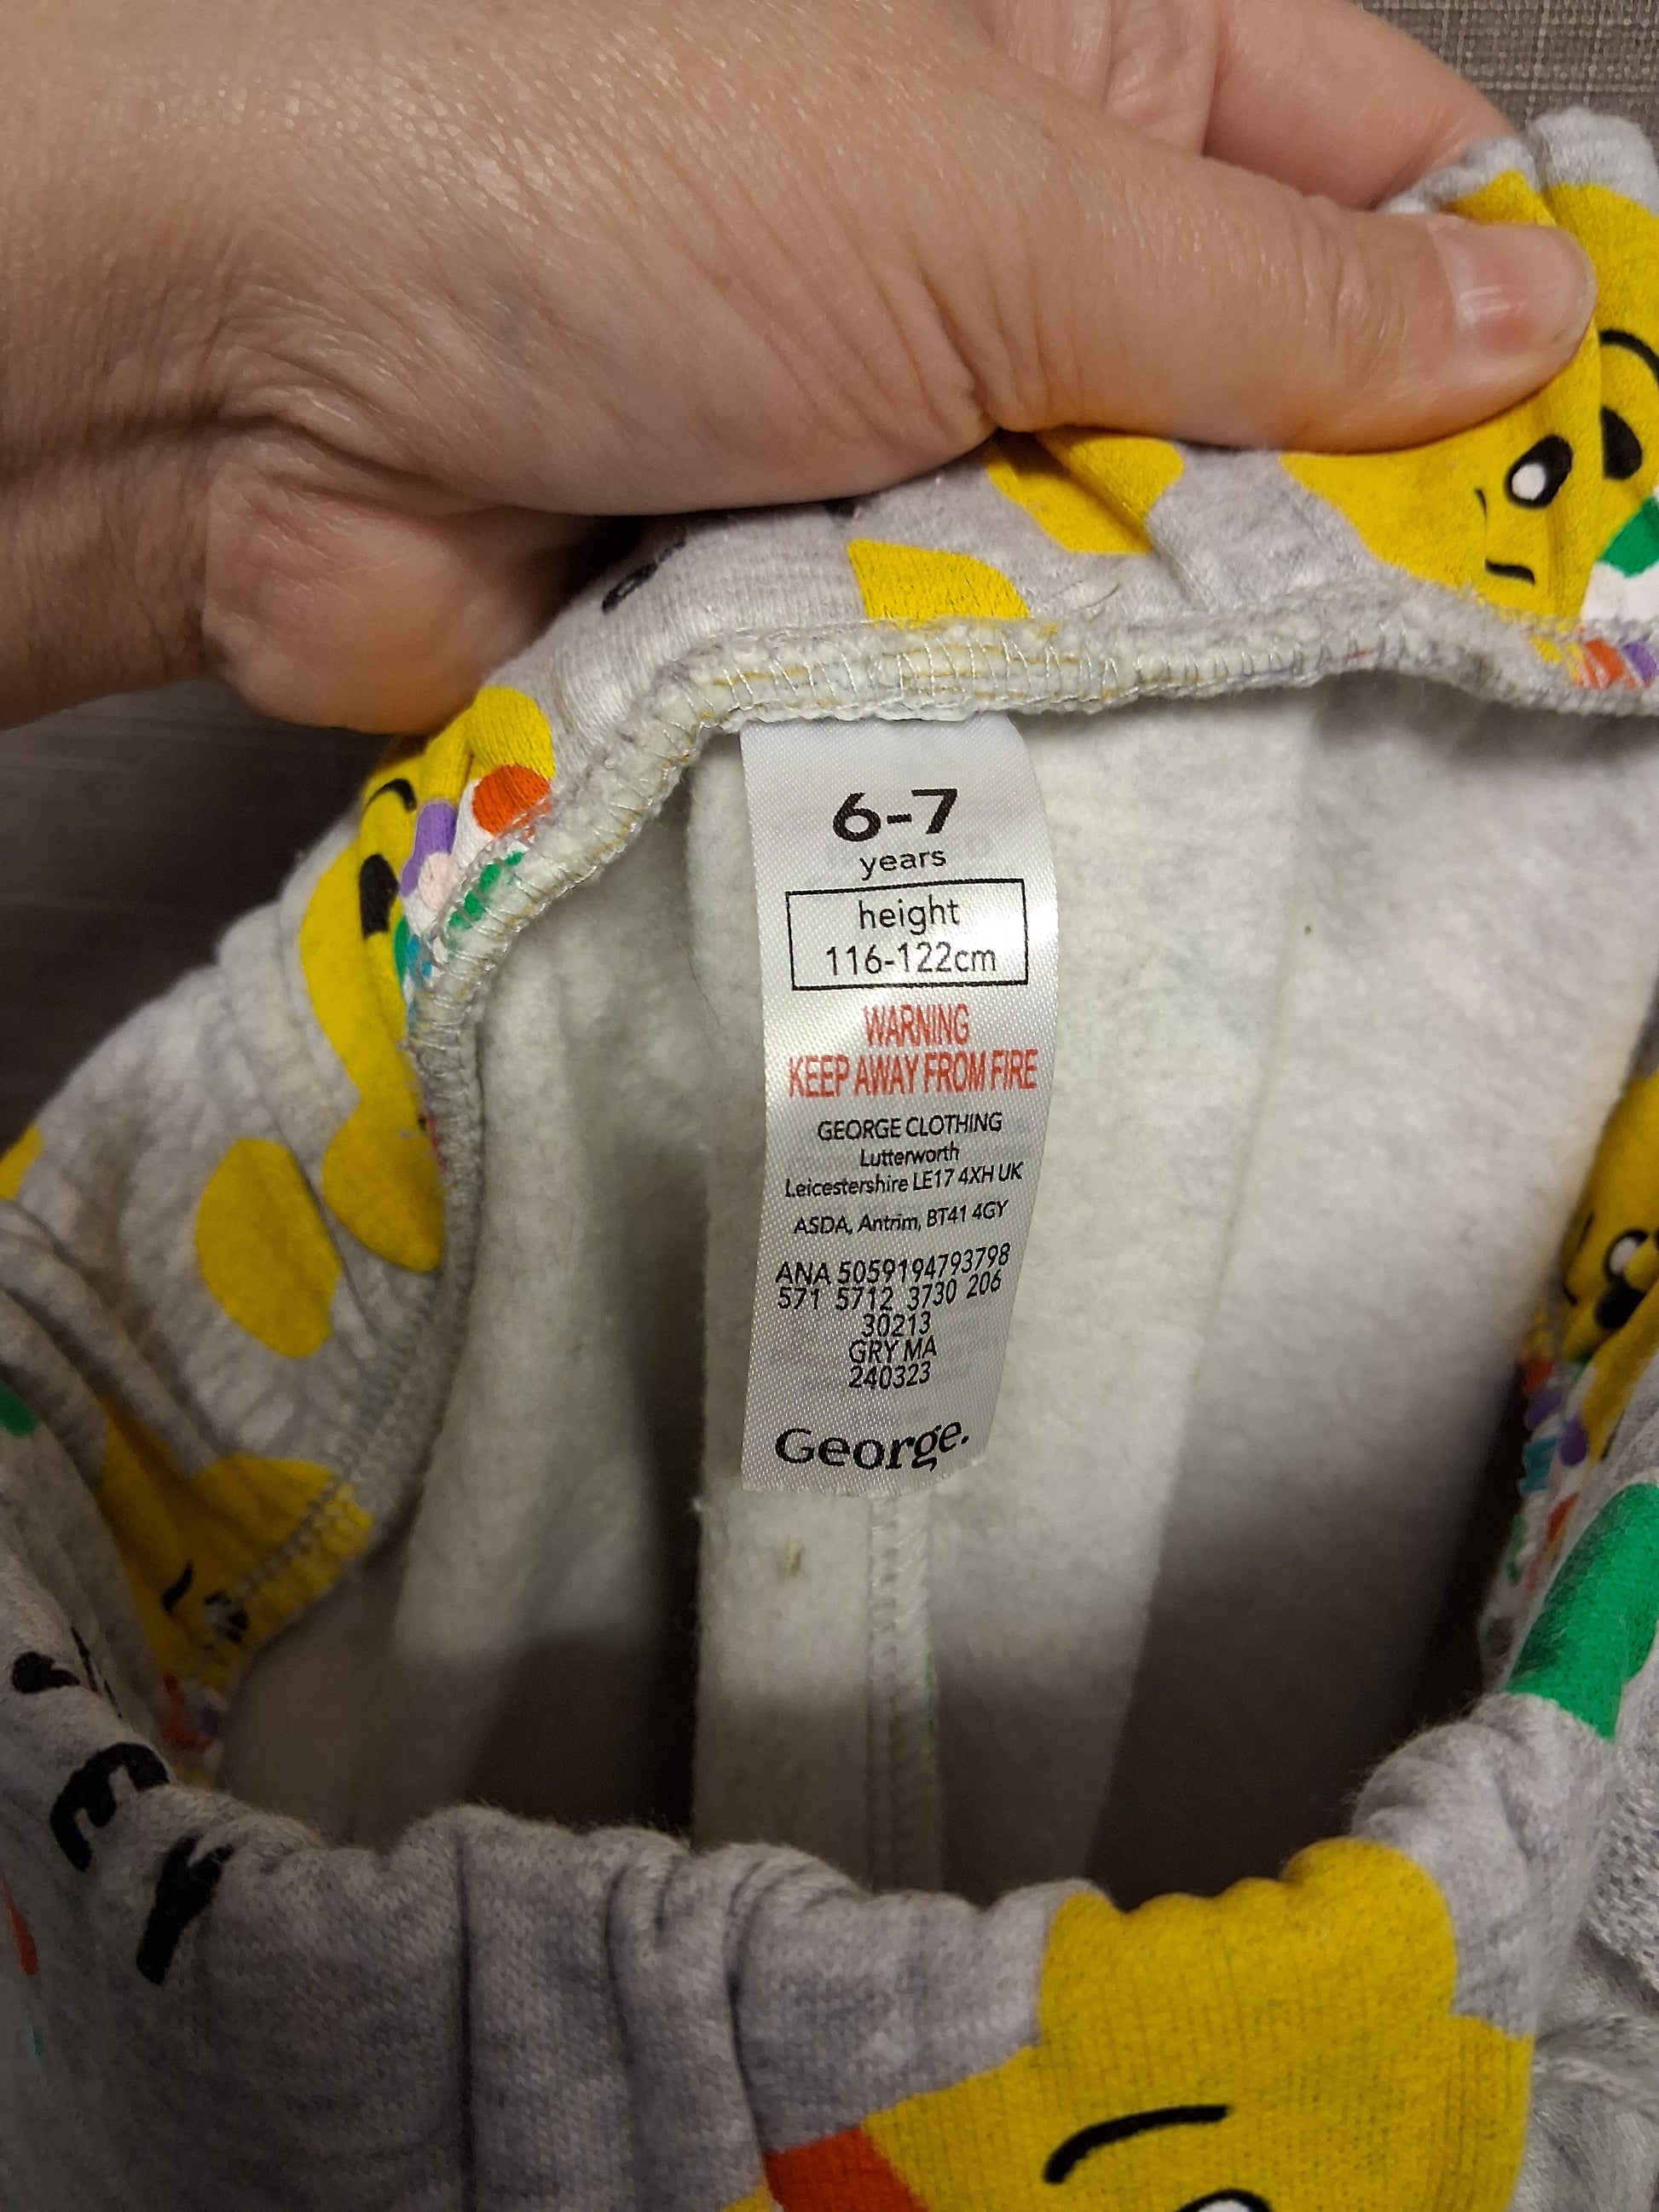 6-7
years
height
116-122cm
WARNING
KEEP AWAY FROM FIRE
GEORGE CLOTHING
Lutterworth
Leicestershire LE17 4XH UK
ASDA, Antrim, BT41 4GY
ANA 5059194793798
571 5712 3730 206
30213
GRY MA
240323
George.